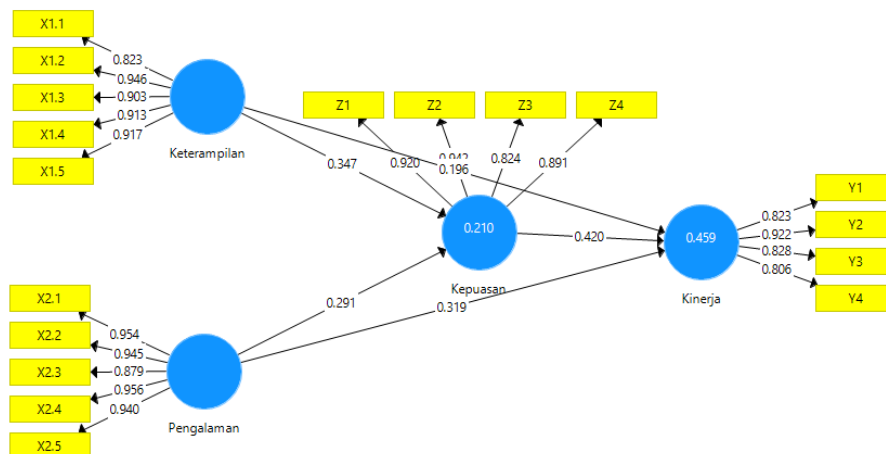 X1.1
X1.2
X1.3
X1.4
X1.5
0.823
0.946
0.903
0.913
0.917
Keterampilan
Z1
Z2
Z3
Z4
0.920
0.824
0.891
0.347
0.196
0.210
Kepuasan
0.420
0.459
Kinerja
Y1
Y2
Y3
Y4
0.823
0.922
0.828
0.806
0.291
0.319
X2.1
X2.2
X2.3
X2.4
X2.5
0.954
0.945
0.879
0.956
0.940
Pengalaman